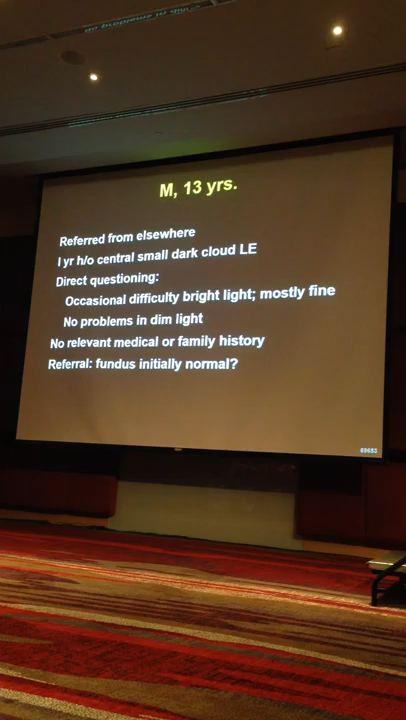 M, 13 yrs.
Referred from elsewhere
I yr h/o central small dark cloud LE
Direct questioning:
Occasional difficulty bright light; mostly fine
No problems in dim light
No relevant medical or family history
Referral: fundus initially normal?
69683